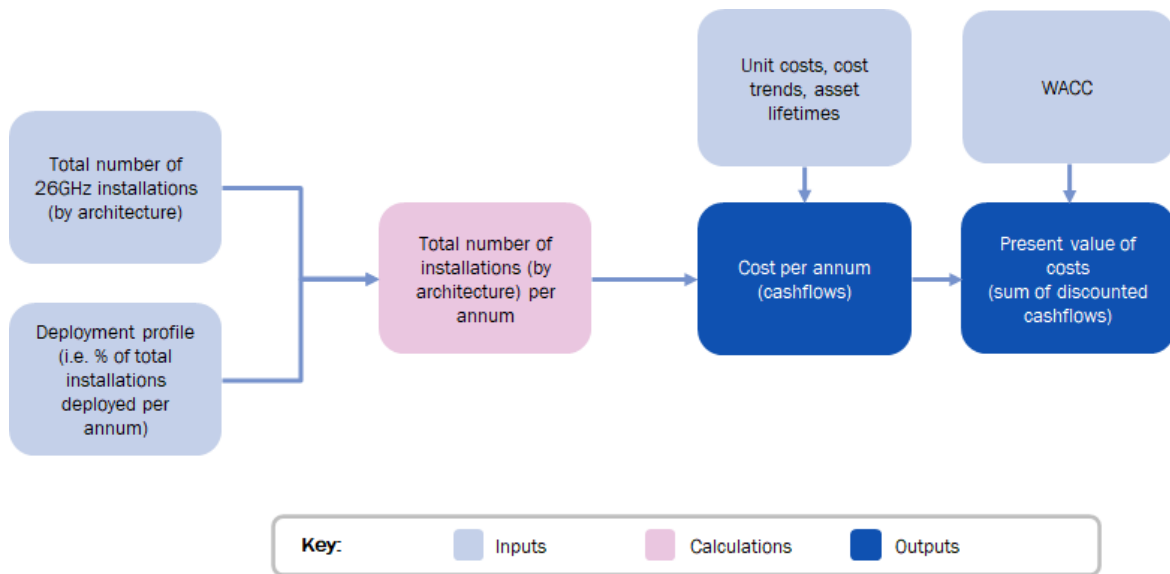 Total number of
26GHz installations
(by architecture)
Deployment profile
(i.e. % of total
installations
deployed per
annum)
Total number of
installations (by
architecture) per
annum
Unit costs, cost
trends, asset
lifetimes
Cost per annum
(cashflows)
WACC
Present value of
costs
(sum of discounted
cashflows)
Key:
Inputs
Calculations
Outputs